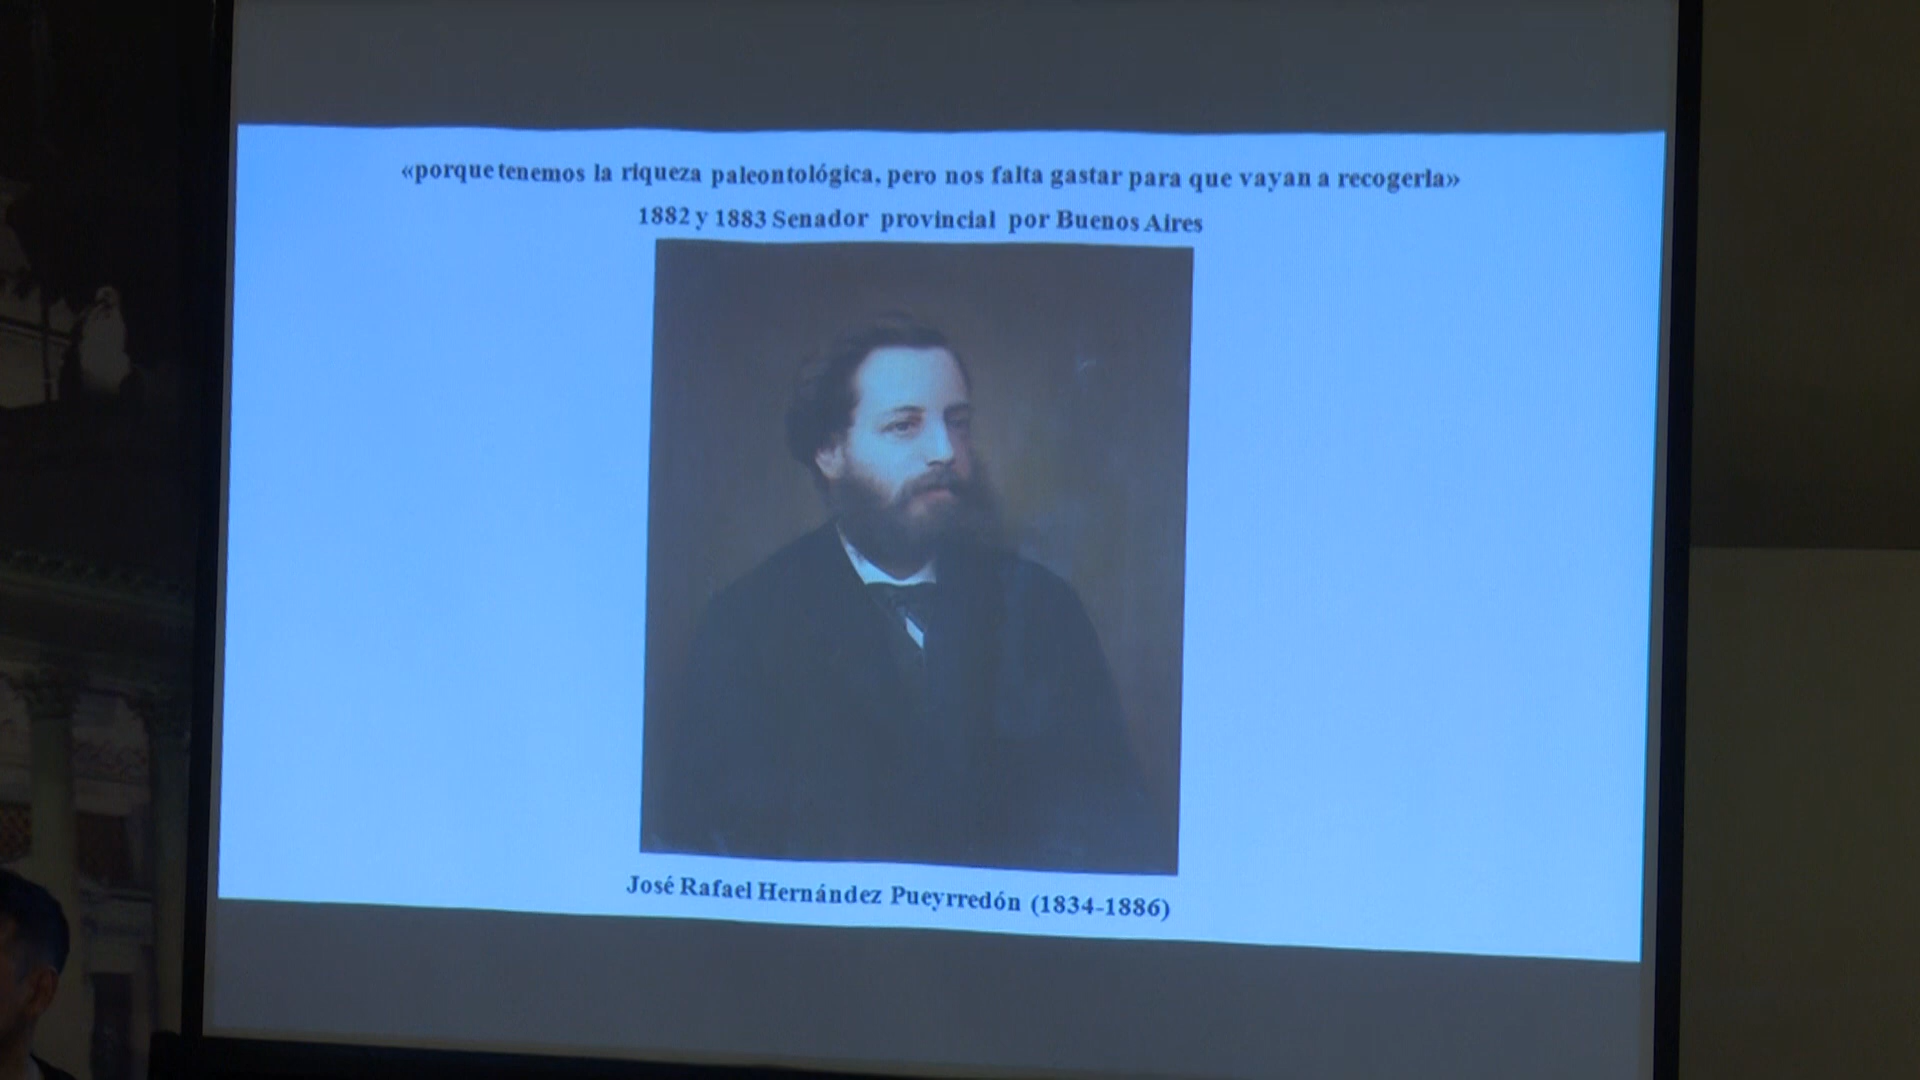 «porque tenemos la riqueza paleontológica, pero nos falta gastar para que vayan a recogerla»
1882 y 1883 Senador provincial por Buenos Aires
José Rafael Hernández Pueyrredón (1834-1886)